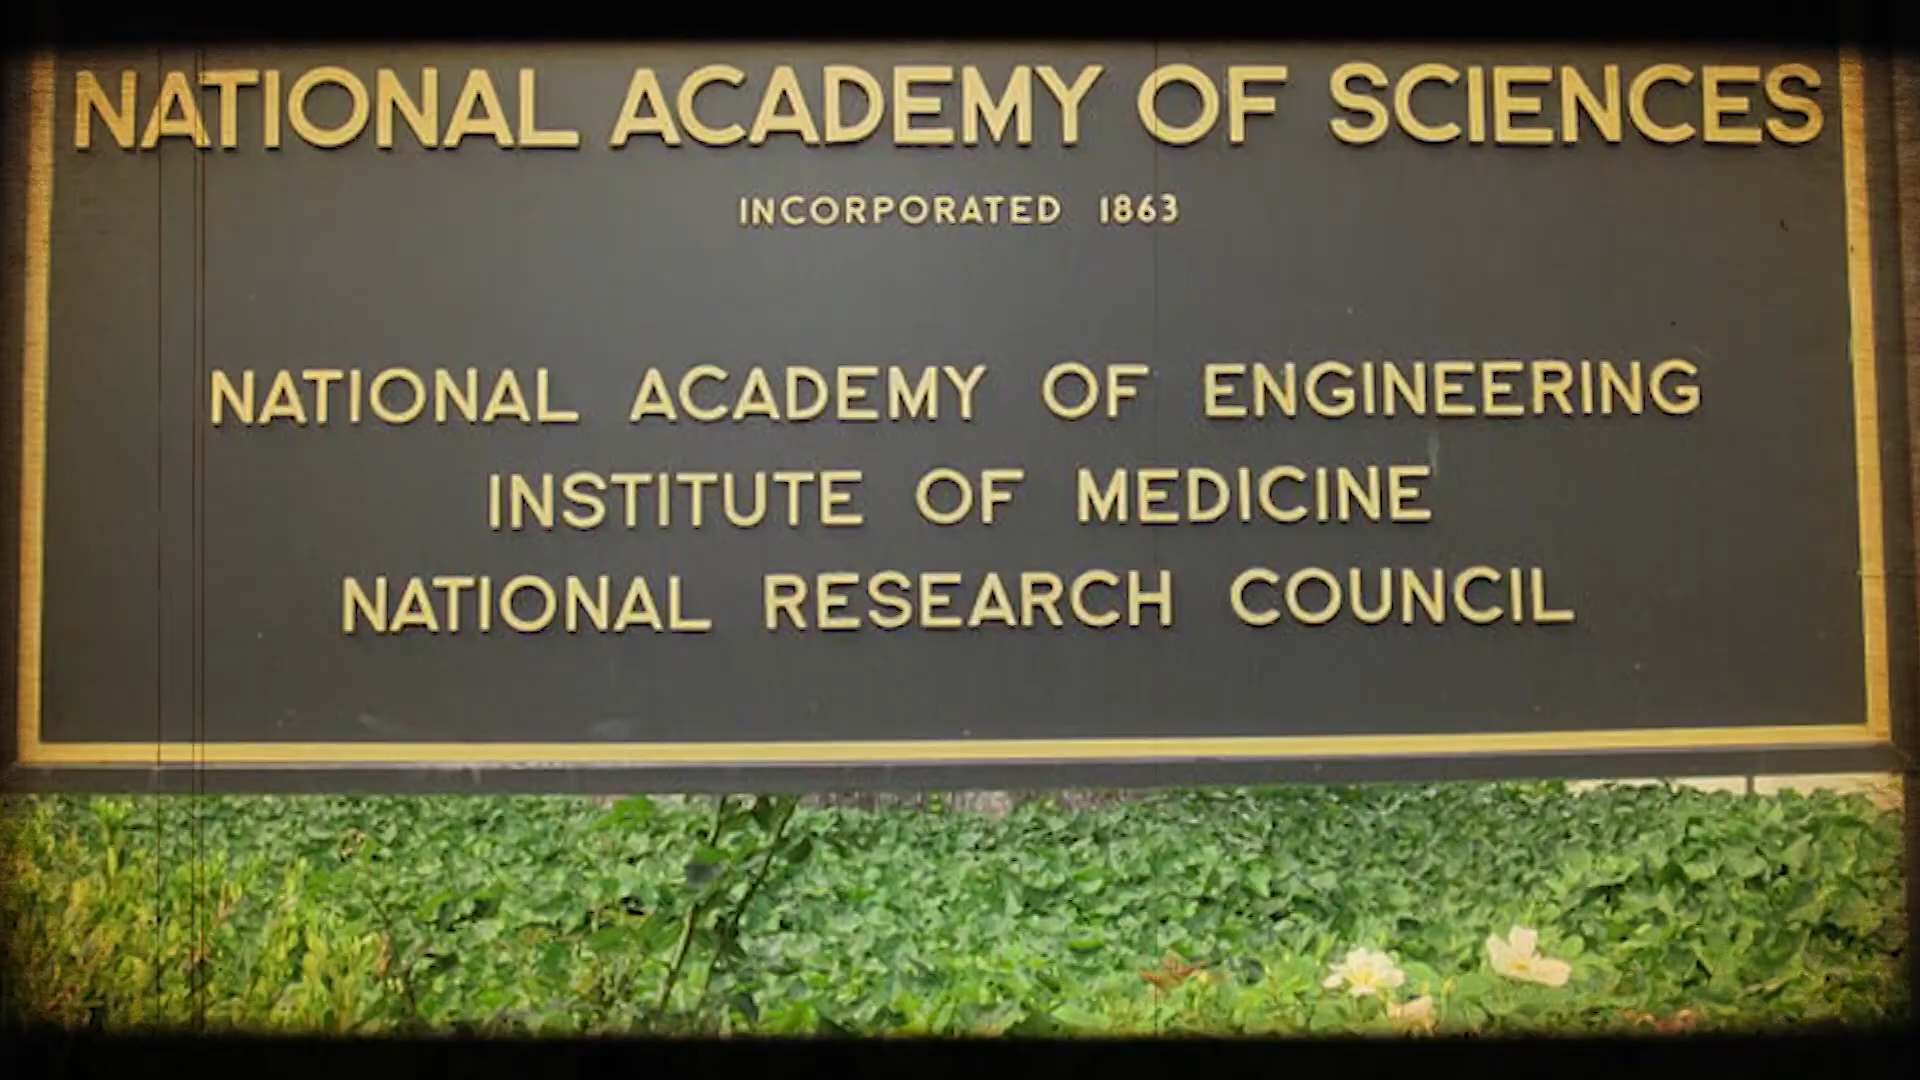 NATIONAL ACADEMY OF SCIENCES
INCORPORATED 1863
NATIONAL ACADEMY OF ENGINEERING
INSTITUTE OF MEDICINE
NATIONAL RESEARCH COUNCIL